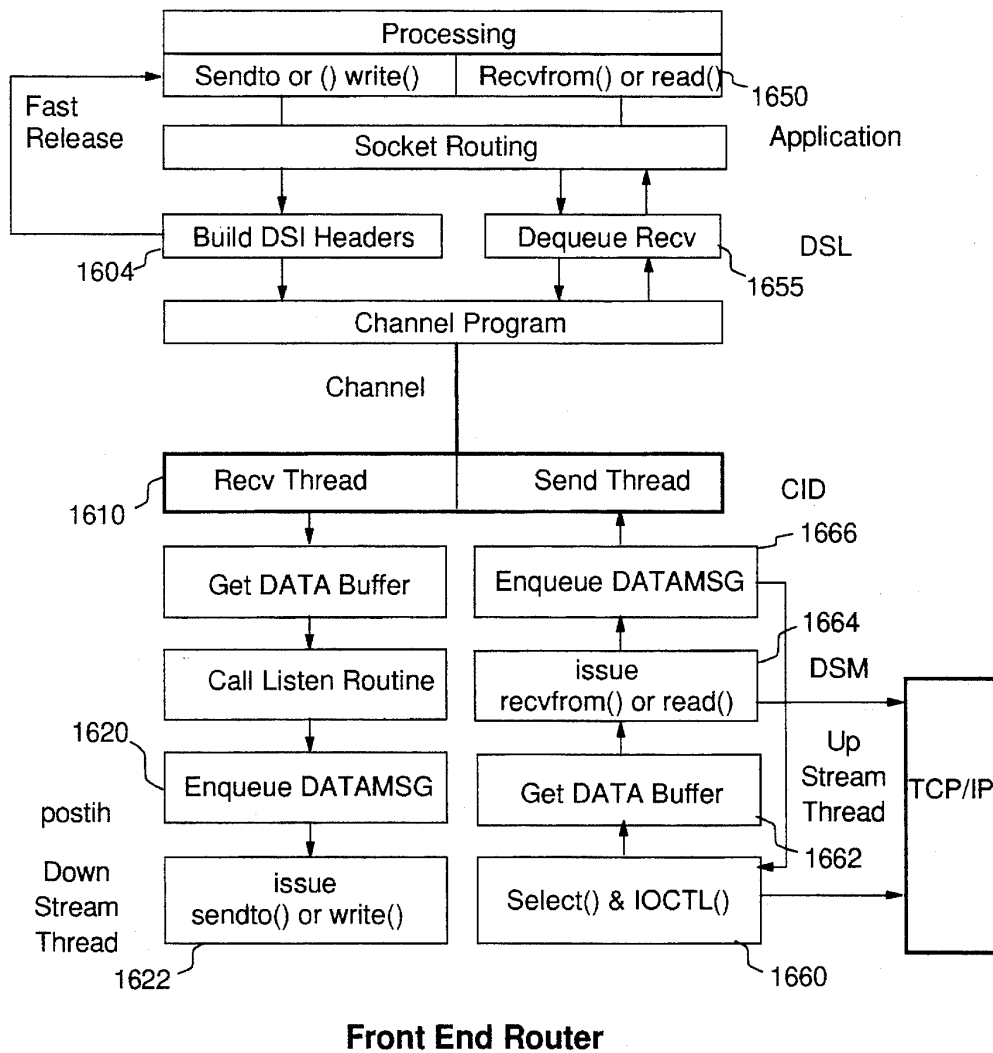 Processing
Sendto or () write()
Recvfrom() or read()
1650
Fast
Release
Application
Socket Routing
Build DSI Headers
Dequeue Recv
DSL
1604
1655
Channel Program
Channel
Recv Thread
Send Thread
CID
1610
1666
Get DATA Buffer
Enqueue DATAMSG
1664
Call Listen Routine
issue
recvfrom() or read()
DSM
1620
Enqueue DATAMSG
Get DATA Buffer
Up
Stream
Thread
TCP/IP
postih
1662
Down
Stream
Thread
issue
sendto() or write()
Select() & IOCTL()
1622
1660
Front End Router